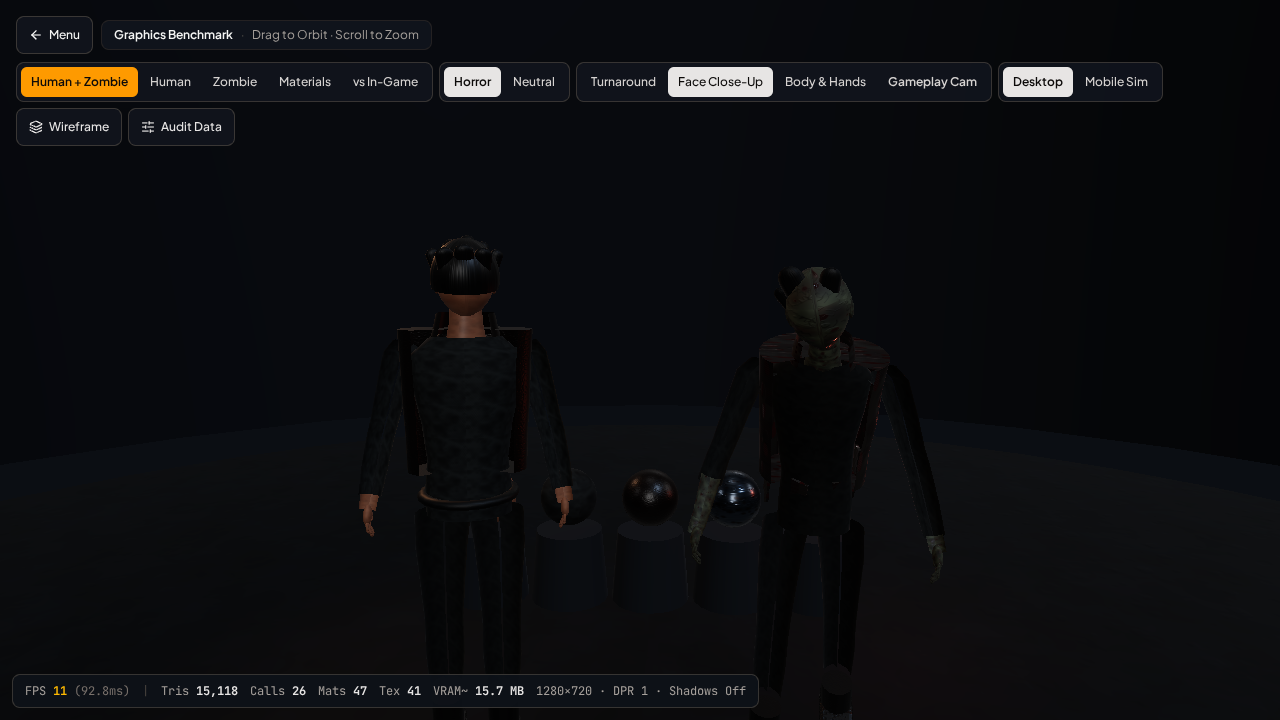 Menu
Graphics Benchmark · Drag to Orbit · Scroll to Zoom
Human + Zombie Human Zombie Materials vs In-Game Horror Neutral Turnaround Face Close-Up Body & Hands Gameplay Cam Desktop Mobile Sim
Wireframe Audit Data
FPS 11 (92.8ms) | Tris 15,118 Calls 26 Mats 47 Tex 41 VRAM~ 15.7 MB 1280×720 · DPR 1 · Shadows Off